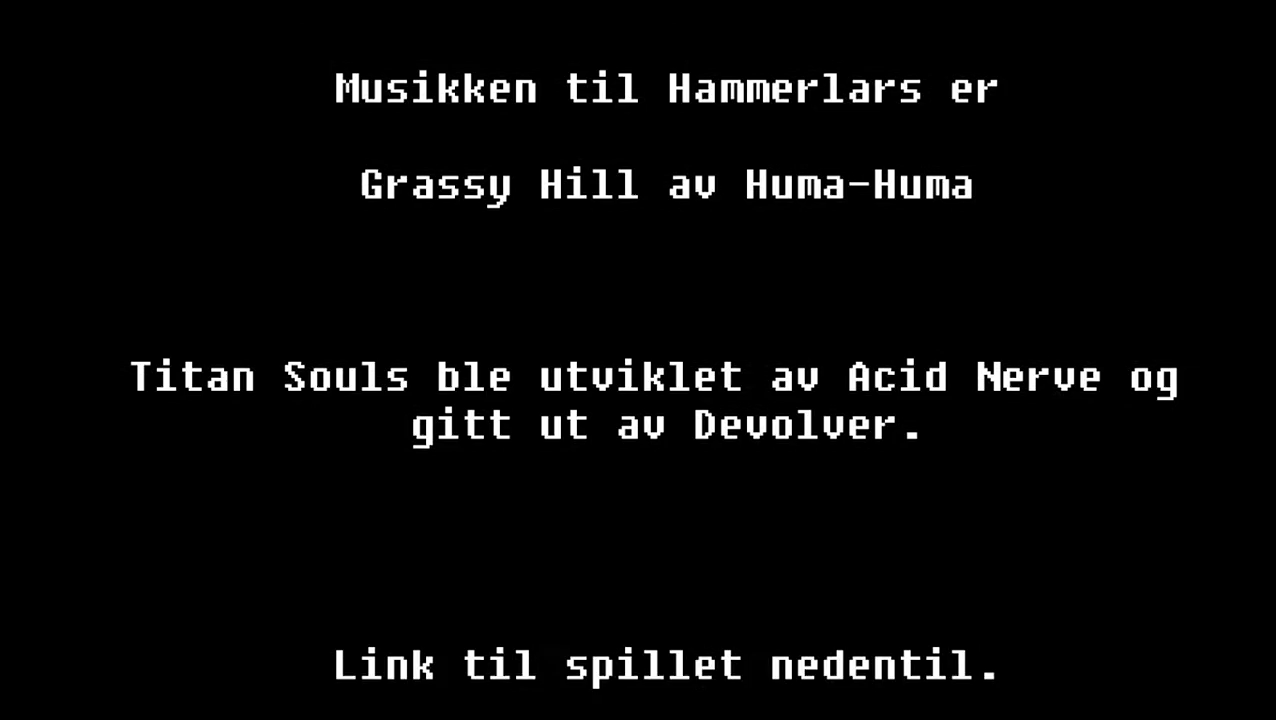 Musikken til Hammerlars er
Grassy Hill av Huma-Huma
Titan Souls ble utviklet av Acid Nerve og
gitt ut av Devolver.
Link til spillet nedentil.